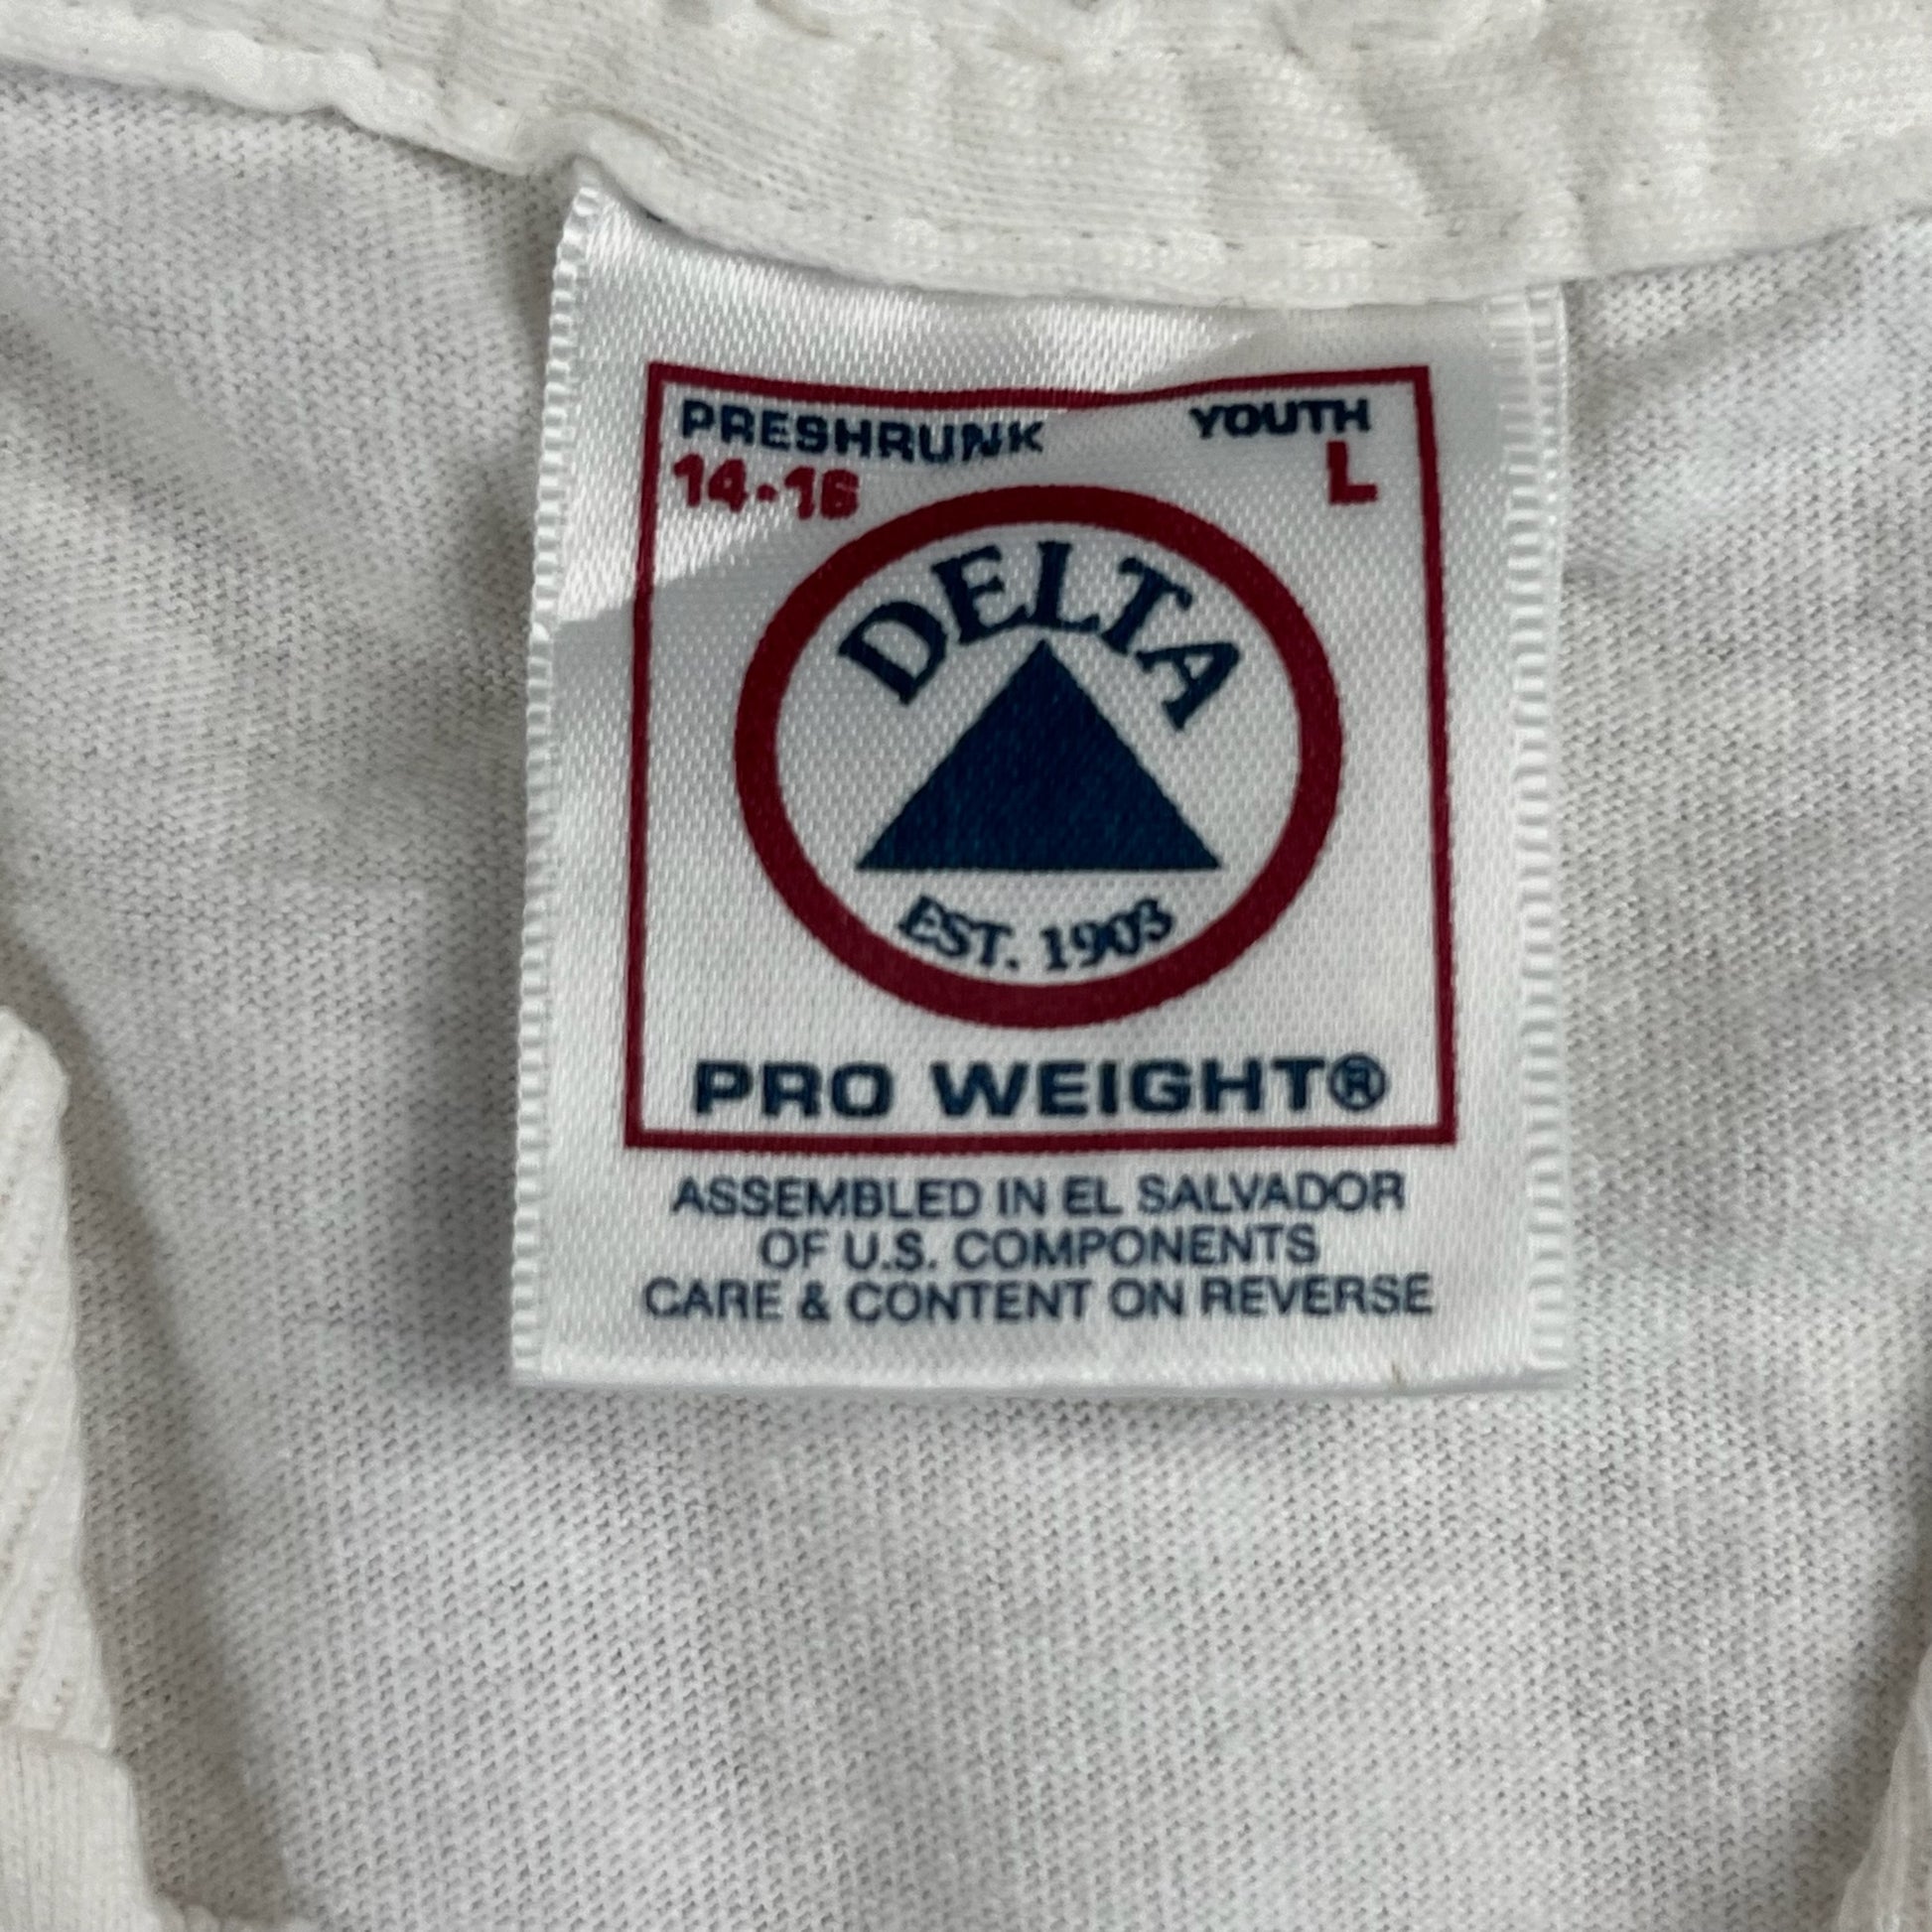 PRESHRUNK YOUTH
14-16 L
DELTA
EST. 1903
PRO WEIGHT®
ASSEMBLED IN EL SALVADOR
OF U.S. COMPONENTS
CARE & CONTENT ON REVERSE